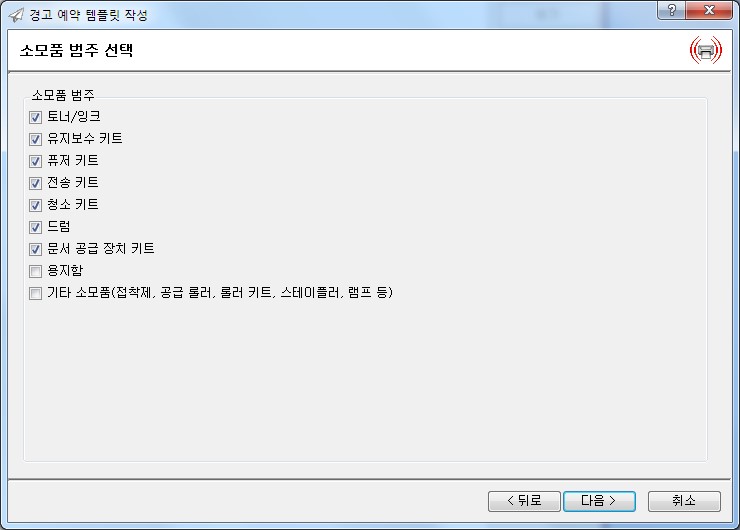 경고 예약 템플릿 작성
?
소모품 범주 선택
소모품 범주
토너/잉크
유지보수 키트
퓨저 키트
전송 키트
청소 키트
드럼
문서 공급 장치 키트
용지함
기타 소모품(접착제, 공급 롤러, 롤러 키트, 스테이플러, 램프 등)
< 뒤로
다음 >
취소